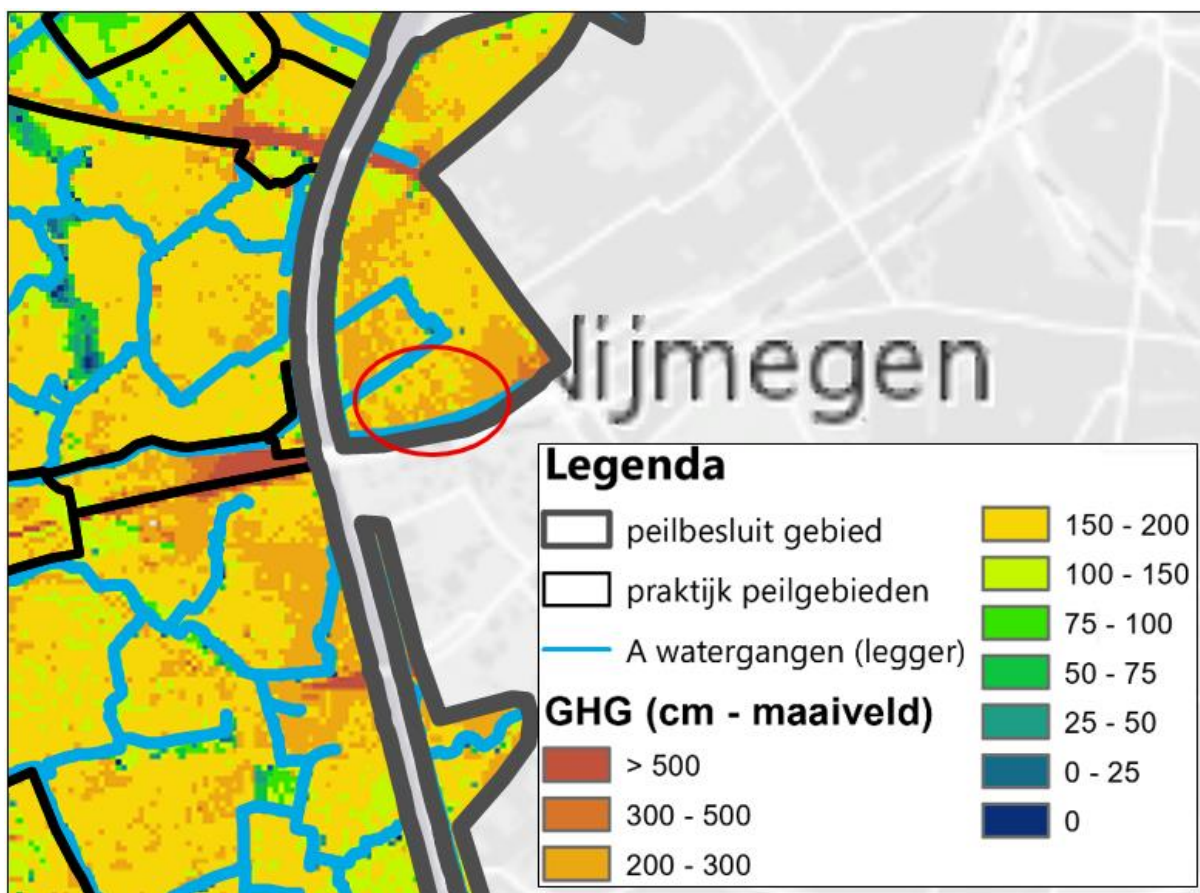 Nijmegen
Legenda
peilbesluit gebied
praktijk peilgebieden
A watergangen (legger)
GHG (cm - maaiveld)
> 500
300 - 500
200 - 300
150 - 200
100 - 150
75 - 100
50 - 75
25 - 50
0 - 25
0